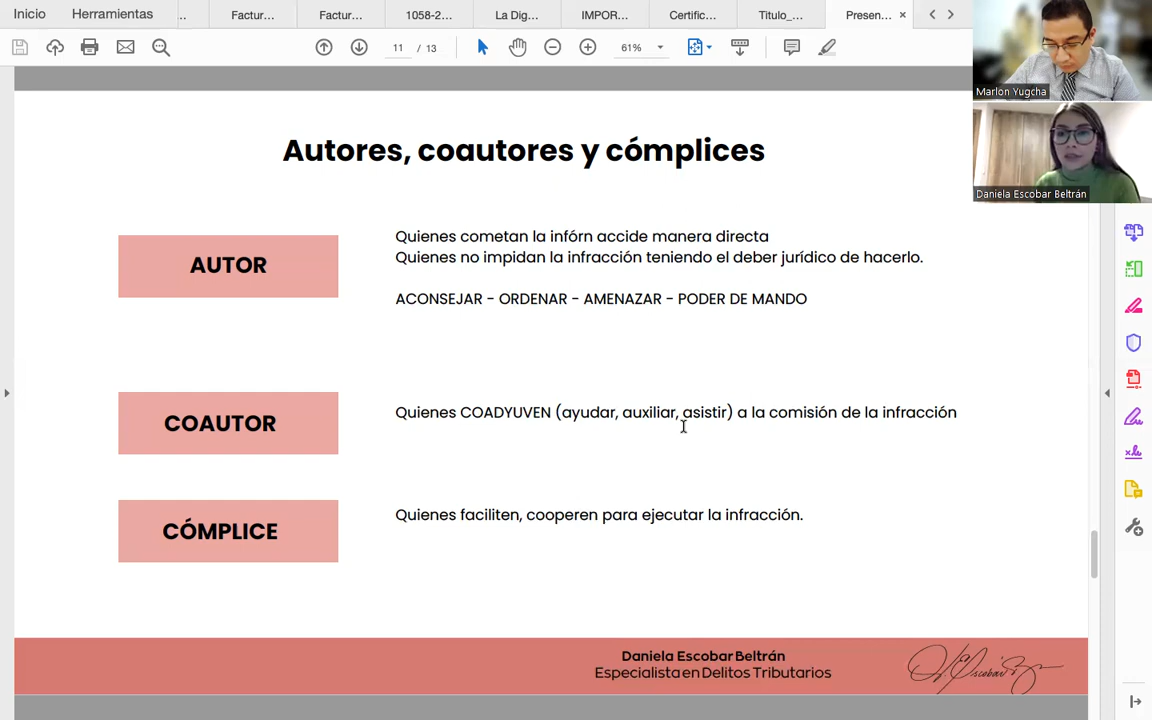 Inicio Herramientas ... Factur... Factur... 1058-2... La Dig... IMPOR... Certific... Titulo_... Presen... ×
11 / 13 61%
Marlon Yugcha
Daniela Escobar Beltrán
Autores, coautores y cómplices
AUTOR
Quienes cometan la infórn accide manera directa
Quienes no impidan la infracción teniendo el deber jurídico de hacerlo.
ACONSEJAR - ORDENAR - AMENAZAR - PODER DE MANDO
COAUTOR
Quienes COADYUVEN (ayudar, auxiliar, asistir) a la comisión de la infracción
CÓMPLICE
Quienes faciliten, cooperen para ejecutar la infracción.
Daniela Escobar Beltrán
Especialista en Delitos Tributarios